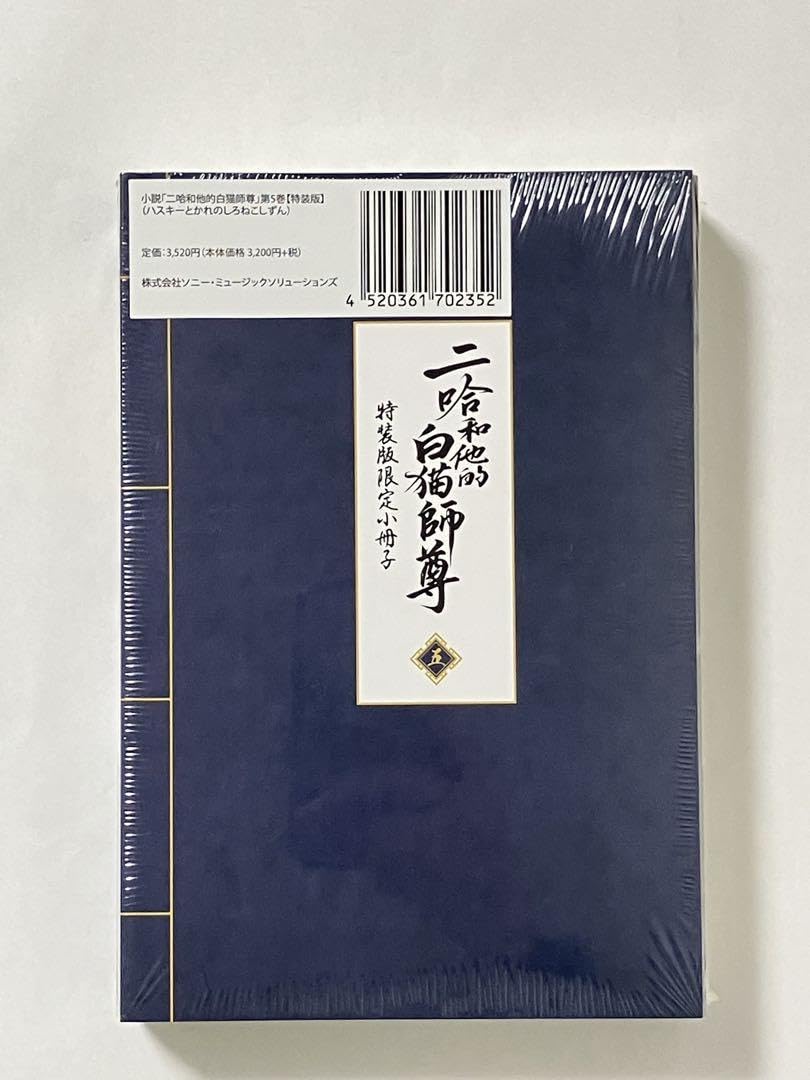 小説「二哈和他的白猫師尊」第5巻【特装版】
（ハスキーとかれのしろねこしずん）
定価：3,520円（本体価格 3,200円+税）
株式会社ソニー・ミュージックソリューションズ
4 520361 702352
二哈和他的白猫師尊
特装版限定小冊子
五